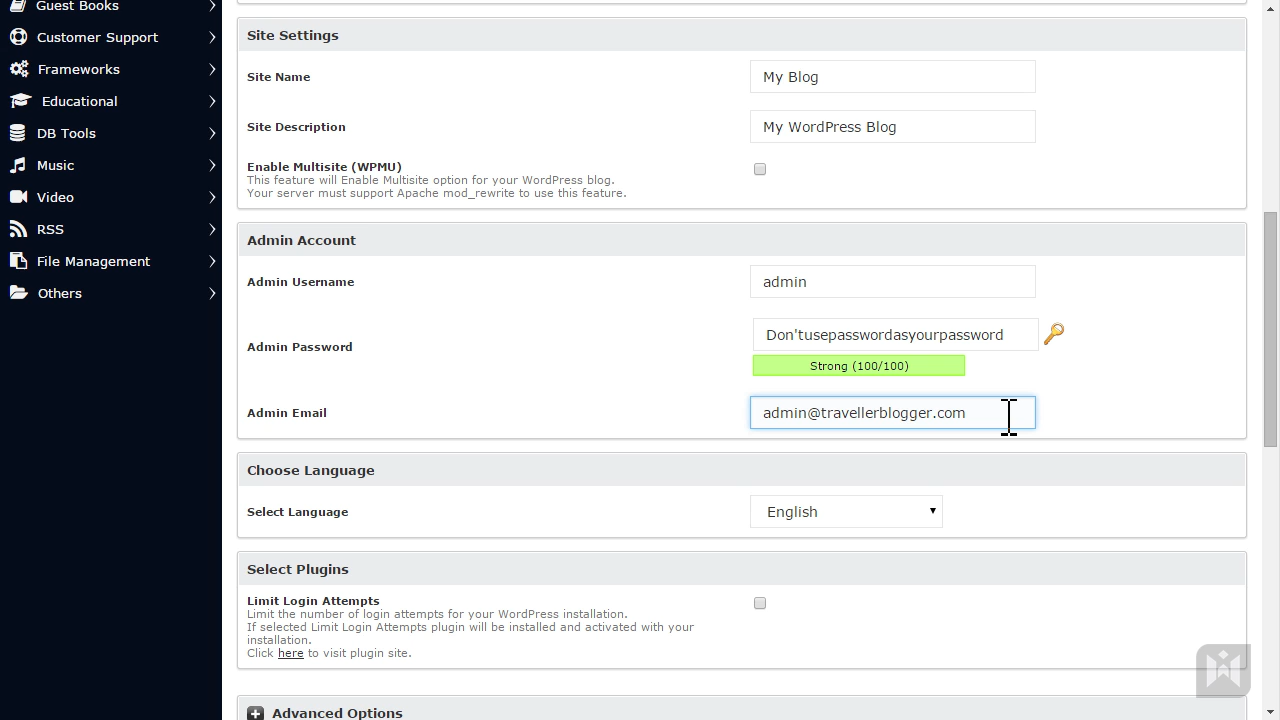 Guest Books
Customer Support
Frameworks
Educational
DB Tools
Music
Video
RSS
File Management
Others
Site Settings
Site Name
My Blog
Site Description
My WordPress Blog
Enable Multisite (WPMU)
This feature will Enable Multisite option for your WordPress blog.
Your server must support Apache mod_rewrite to use this feature.
Admin Account
Admin Username
admin
Admin Password
Don'tusepasswordasyourpassword
Strong (100/100)
Admin Email
admin@travellerblogger.com
Choose Language
Select Language
English
Select Plugins
Limit Login Attempts
Limit the number of login attempts for your WordPress installation.
If selected Limit Login Attempts plugin will be installed and activated with your
installation.
Click here to visit plugin site.
Advanced Options